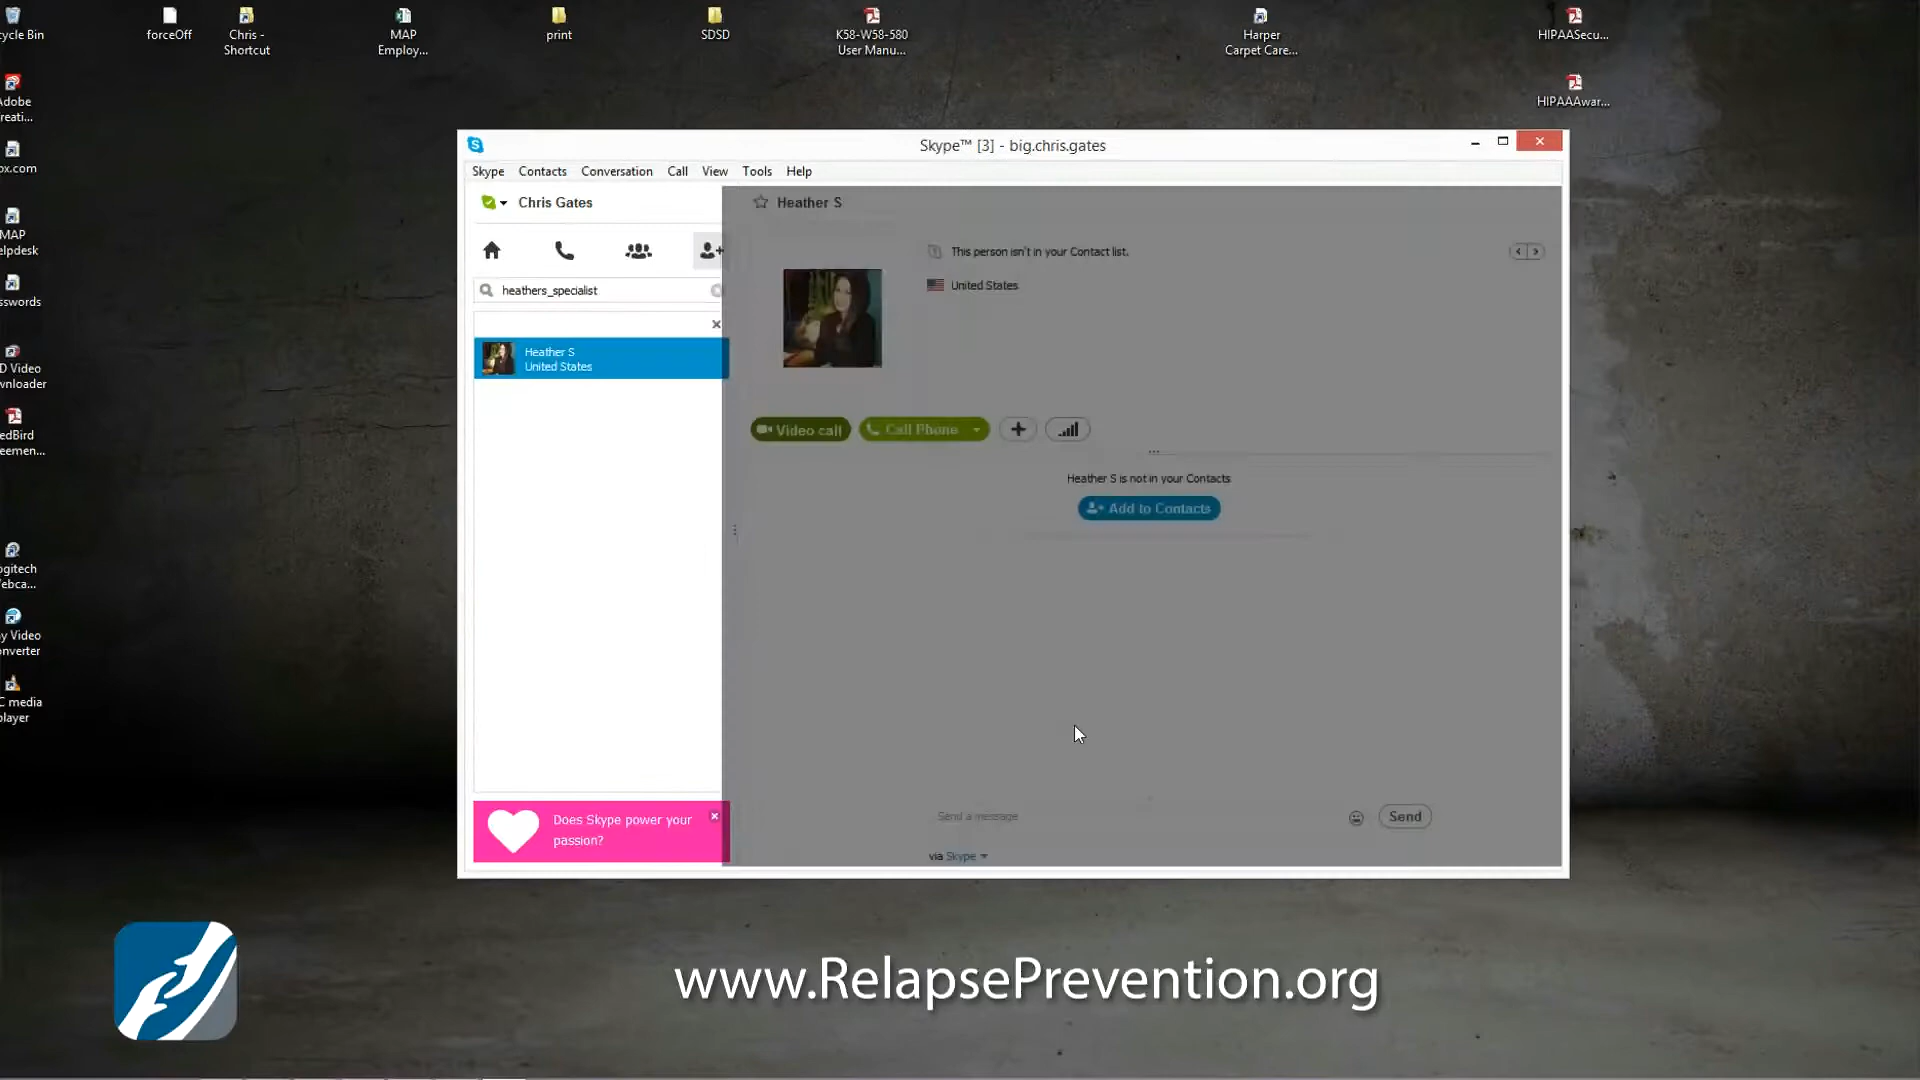 cycle Bin
forceOff
Chris -
Shortcut
MAP
Employ...
print
SDSD
K58-W58-580
User Manu...
Harper
Carpet Care...
HIPAASecu...
HIPAAAwar...
Adobe
reati...
ox.com
MAP
elpdesk
sswords
D Video
wnloader
edBird
eemen...
ogitech
Vebca...
y Video
onverter
C media
player
Skype™ [3] - big.chris.gates
Skype Contacts Conversation Call View Tools Help
Chris Gates
heathers_specialist
Heather S
United States
Does Skype power your
passion?
Heather S
This person isn't in your Contact list.
United States
Video call
Call Phone
Heather S is not in your Contacts
Add to Contacts
Send a message
Send
via Skype
www.RelapsePrevention.org